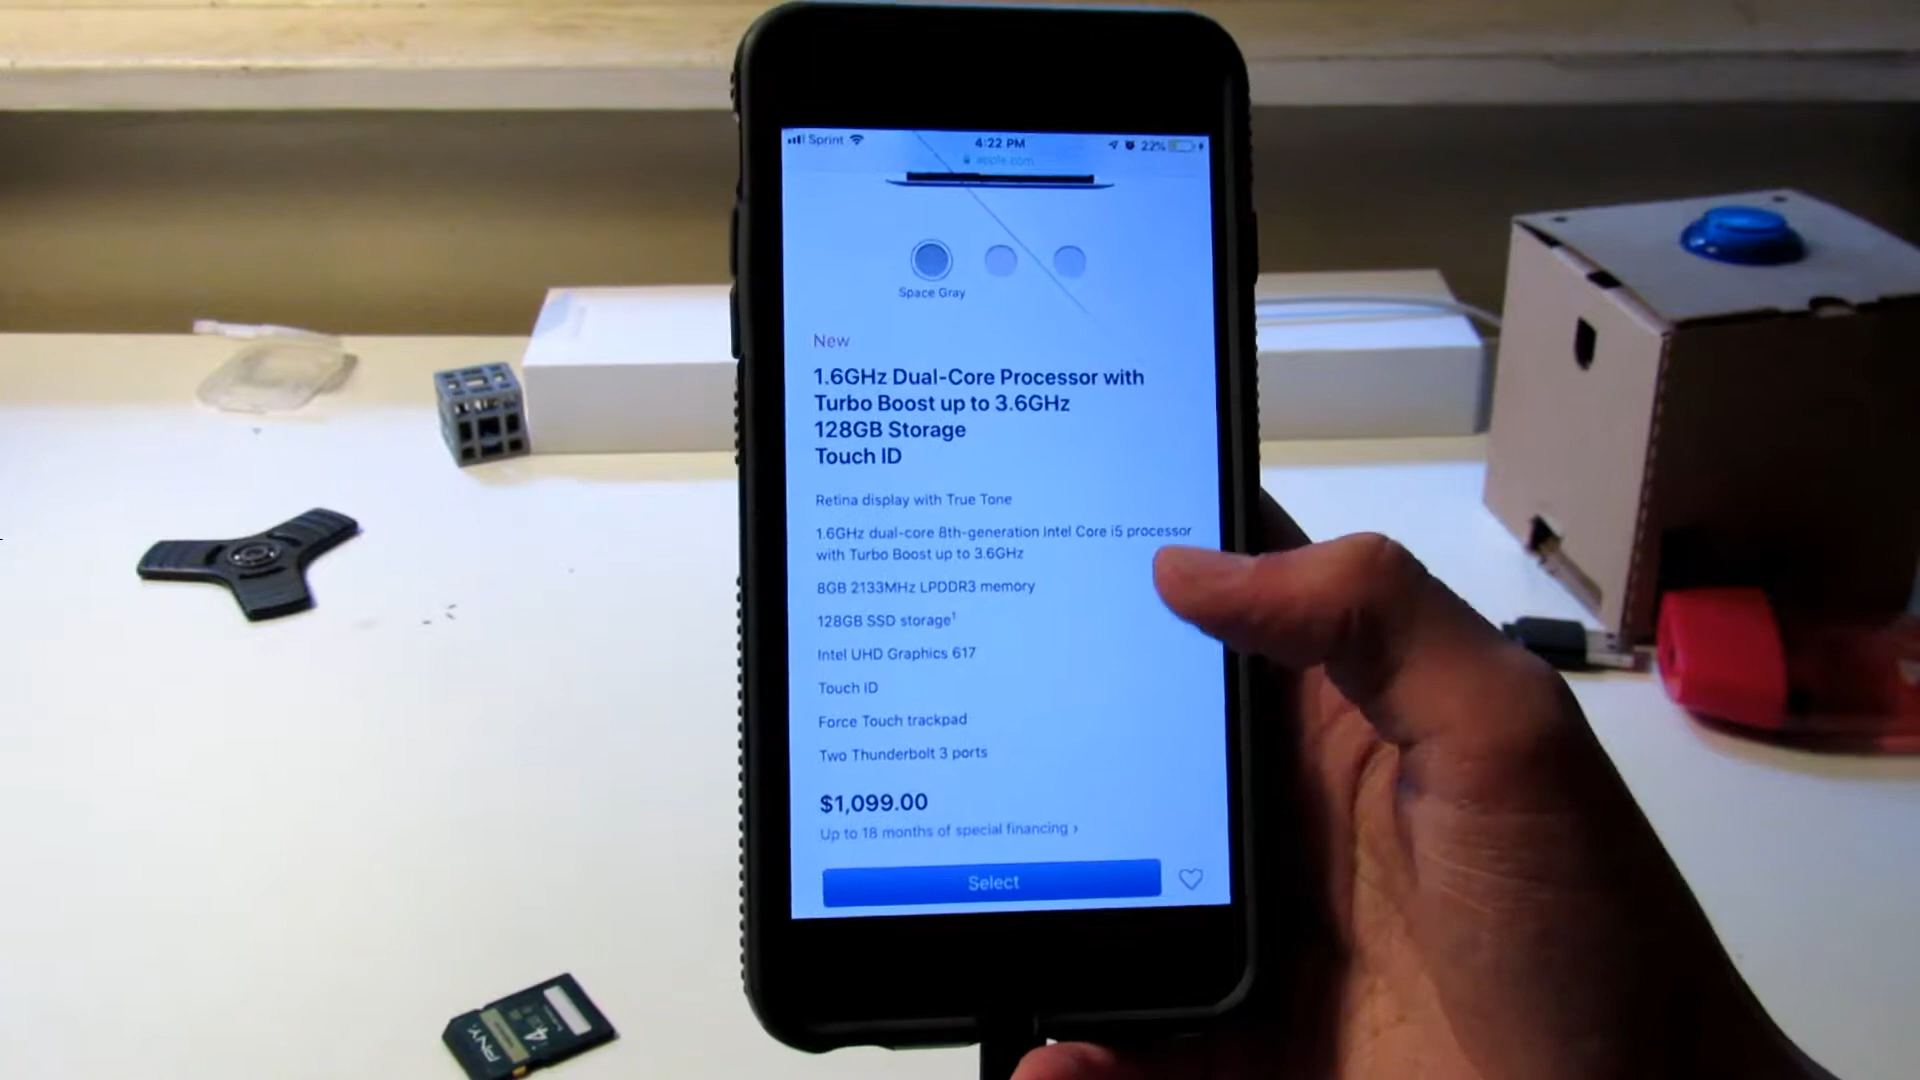 Sprint
4:22 PM
22%
apple.com
Space Gray
New
1.6GHz Dual-Core Processor with
Turbo Boost up to 3.6GHz
128GB Storage
Touch ID
Retina display with True Tone
1.6GHz dual-core 8th-generation Intel Core i5 processor
with Turbo Boost up to 3.6GHz
8GB 2133MHz LPDDR3 memory
128GB SSD storage¹
Intel UHD Graphics 617
Touch ID
Force Touch trackpad
Two Thunderbolt 3 ports
$1,099.00
Up to 18 months of special financing ›
Select
PNY
4